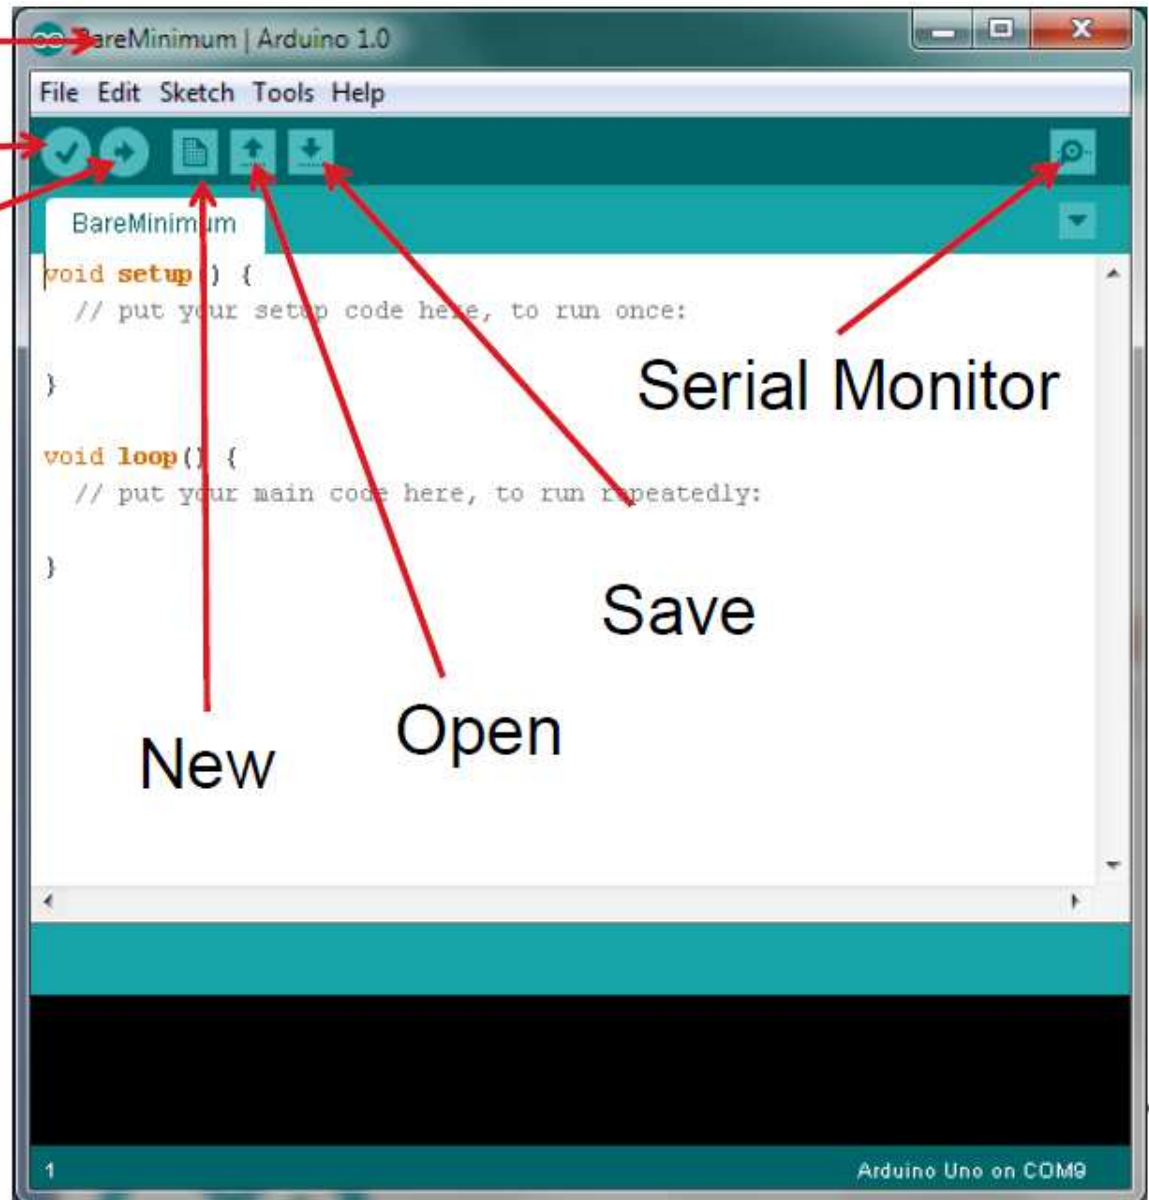 BareMinimum | Arduino 1.0
File Edit Sketch Tools Help
BareMinimum
void setup() {
// put your setup code here, to run once:
}
Serial Monitor
void loop() {
// put your main code here, to run repeatedly:
}
Save
Open
New
1
Arduino Uno on COM9